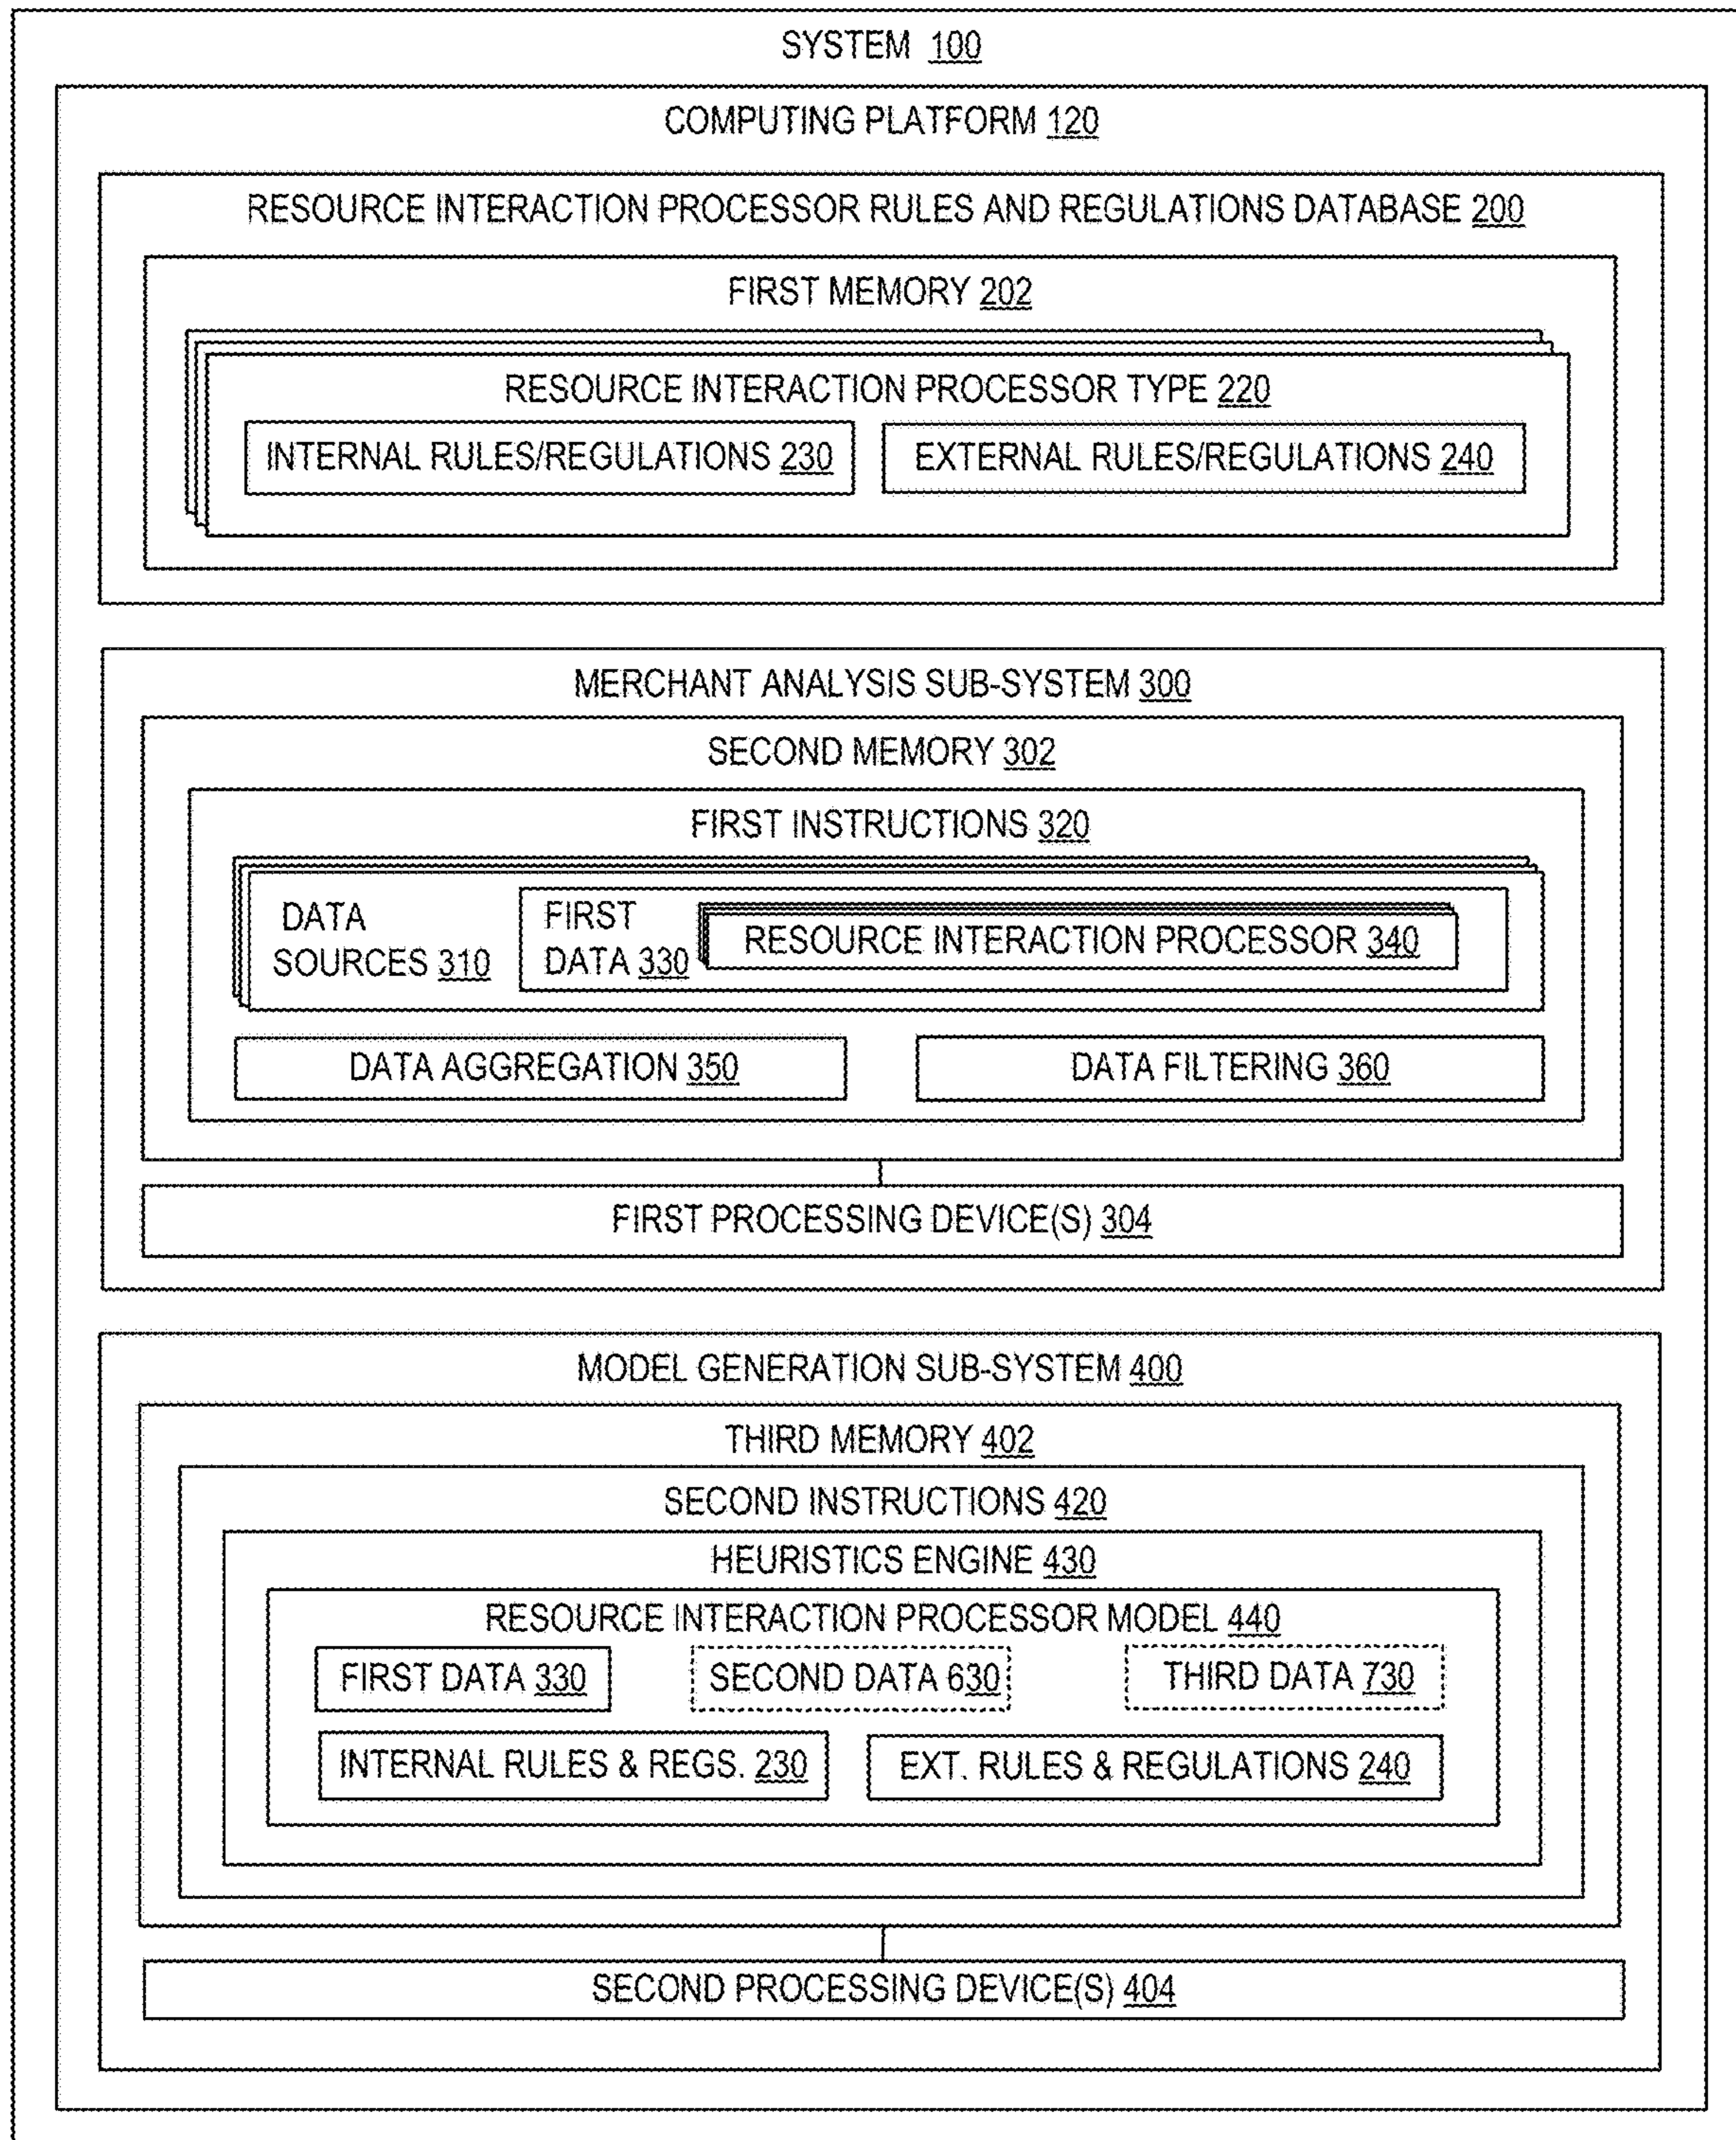 SYSTEM 100
COMPUTING PLATFORM 120
RESOURCE INTERACTION PROCESSOR RULES AND REGULATIONS DATABASE 200
FIRST MEMORY 202
RESOURCE INTERACTION PROCESSOR TYPE 220
INTERNAL RULES/REGULATIONS 230
EXTERNAL RULES/REGULATIONS 240
MERCHANT ANALYSIS SUB-SYSTEM 300
SECOND MEMORY 302
FIRST INSTRUCTIONS 320
DATA
SOURCES 310
FIRST
DATA 330
RESOURCE INTERACTION PROCESSOR 340
DATA AGGREGATION 350
DATA FILTERING 360
FIRST PROCESSING DEVICE(S) 304
MODEL GENERATION SUB-SYSTEM 400
THIRD MEMORY 402
SECOND INSTRUCTIONS 420
HEURISTICS ENGINE 430
RESOURCE INTERACTION PROCESSOR MODEL 440
FIRST DATA 330
SECOND DATA 630
THIRD DATA 730
INTERNAL RULES & REGS. 230
EXT. RULES & REGULATIONS 240
SECOND PROCESSING DEVICE(S) 404